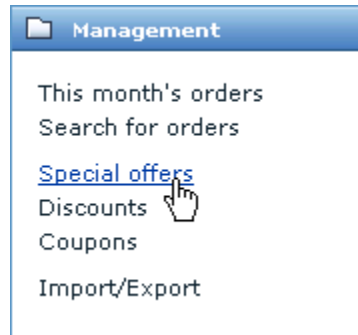 Management
This month's orders
Search for orders
Special offers
Discounts
Coupons
Import/Export